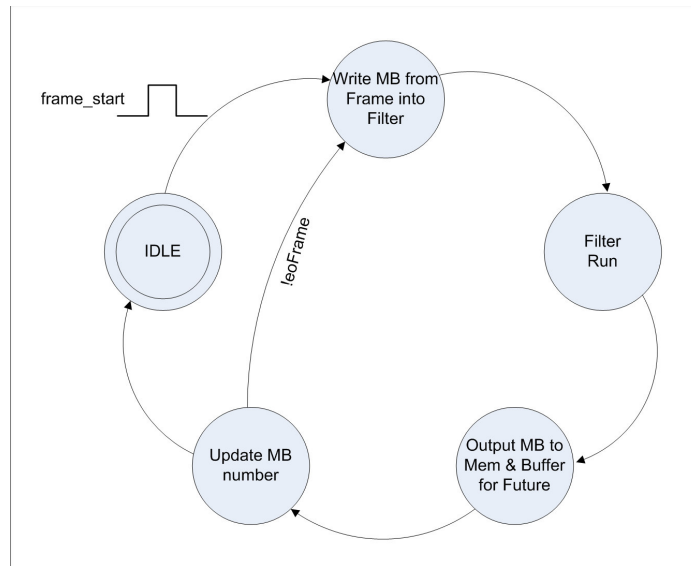 frame_start
Write MB from
Frame into
Filter
IDLE
!eoFrame
Filter
Run
Update MB
number
Output MB to
Mem & Buffer
for Future